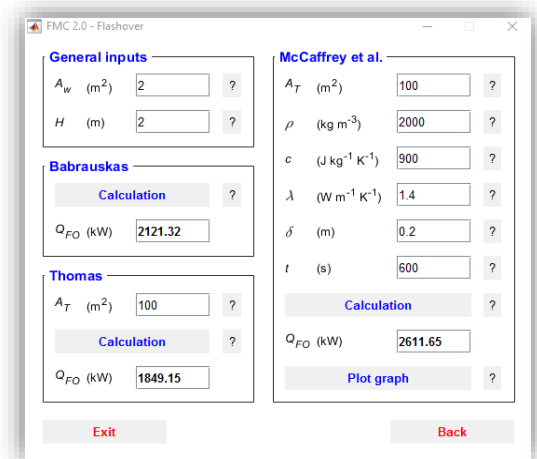 FMC 2.0 - Flashover
General inputs
A_w (m²) 2 ?
H (m) 2 ?
Babrauskas
Calculation ?
Q_FO (kW) 2121.32
Thomas
A_T (m²) 100 ?
Calculation ?
Q_FO (kW) 1849.15
McCaffrey et al.
A_T (m²) 100 ?
ρ (kg m⁻³) 2000 ?
c (J kg⁻¹ K⁻¹) 900 ?
λ (W m⁻¹ K⁻¹) 1.4 ?
δ (m) 0.2 ?
t (s) 600 ?
Calculation ?
Q_FO (kW) 2611.65
Plot graph ?
Exit
Back